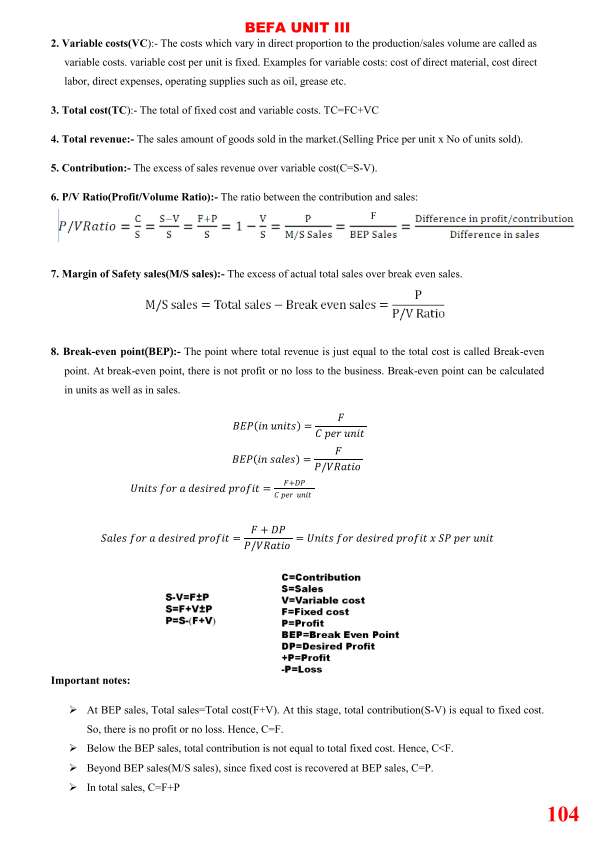 BEFA UNIT III
2. Variable costs(VC):- The costs which vary in direct proportion to the production/sales volume are called as
variable costs. variable cost per unit is fixed. Examples for variable costs: cost of direct material, cost direct
labor, direct expenses, operating supplies such as oil, grease etc.
3. Total cost(TC):- The total of fixed cost and variable costs. TC=FC+VC
4. Total revenue:- The sales amount of goods sold in the market.(Selling Price per unit x No of units sold).
5. Contribution:- The excess of sales revenue over variable cost(C=S-V).
6. P/V Ratio(Profit/Volume Ratio):- The ratio between the contribution and sales:
P/VRatio = C/S = S−V/S = F+P/S = 1 − V/S = P/M/S Sales = F/BEP Sales = Difference in profit/contribution/Difference in sales
7. Margin of Safety sales(M/S sales):- The excess of actual total sales over break even sales.
M/S sales = Total sales − Break even sales = P/P/V Ratio
8. Break-even point(BEP):- The point where total revenue is just equal to the total cost is called Break-even
point. At break-even point, there is not profit or no loss to the business. Break-even point can be calculated
in units as well as in sales.
BEP(in units) = F/C per unit
BEP(in sales) = F/P/VRatio
Units for a desired profit = F+DP/C per unit
Sales for a desired profit = F + DP/P/VRatio = Units for desired profit x SP per unit
S-V=F±P
S=F+V±P
P=S-(F+V)
C=Contribution
S=Sales
V=Variable cost
F=Fixed cost
P=Profit
BEP=Break Even Point
DP=Desired Profit
+P=Profit
-P=Loss
Important notes:
➢ At BEP sales, Total sales=Total cost(F+V). At this stage, total contribution(S-V) is equal to fixed cost.
So, there is no profit or no loss. Hence, C=F.
➢ Below the BEP sales, total contribution is not equal to total fixed cost. Hence, C<F.
➢ Beyond BEP sales(M/S sales), since fixed cost is recovered at BEP sales, C=P.
➢ In total sales, C=F+P
104